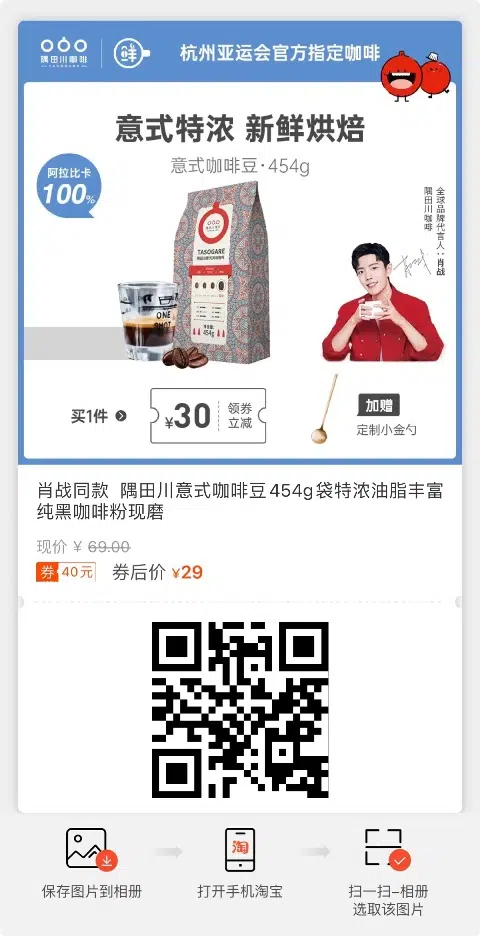 隅田川咖啡
鲜
杭州亚运会官方指定咖啡
意式特浓 新鲜烘焙
意式咖啡豆·454g
阿拉比卡
100%
全球品牌代言人：肖战
隅田川咖啡
TASOGARE
454g
ONE
SHOT
买1件
¥30
领券
立减
加赠
定制小金勺
肖战同款 隅田川意式咖啡豆454g袋特浓油脂丰富
纯黑咖啡粉现磨
现价 ¥ 69.00
券 40元 券后价 ¥29
淘
保存图片到相册
打开手机淘宝
扫一扫-相册
选取该图片